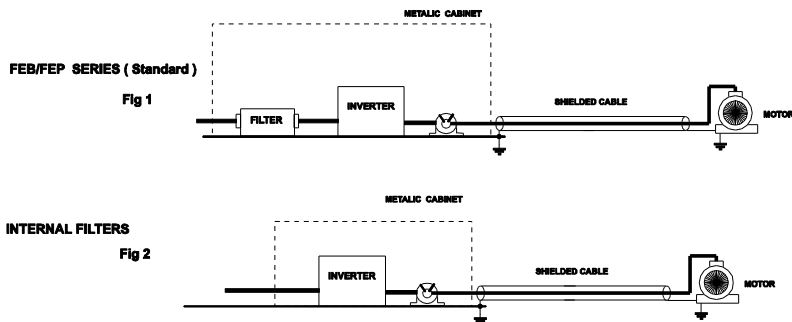 METALIC CABINET
FEB/FEP SERIES ( Standard )
Fig 1
FILTER
INVERTER
SHIELDED CABLE
MOTOR
METALIC CABINET
INTERNAL FILTERS
Fig 2
INVERTER
SHIELDED CABLE
MOTOR